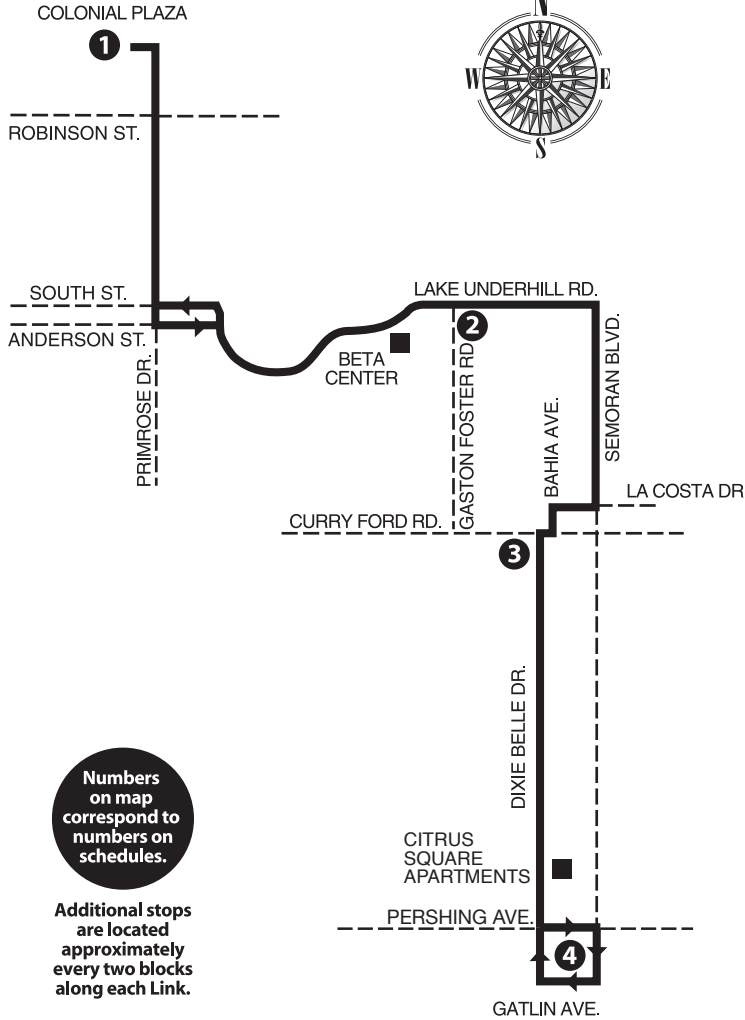 COLONIAL PLAZA
1
N
W
E
S
ROBINSON ST.
SOUTH ST.
ANDERSON ST.
PRIMROSE DR.
LAKE UNDERHILL RD.
2
BETA
CENTER
GASTON FOSTER RD
BAHIA AVE.
SEMORAN BLVD.
LA COSTA DR
CURRY FORD RD.
3
DIXIE BELLE DR.
Numbers
on map
correspond to
numbers on
schedules.
Additional stops
are located
approximately
every two blocks
along each Link.
CITRUS
SQUARE
APARTMENTS
PERSHING AVE.
4
GATLIN AVE.